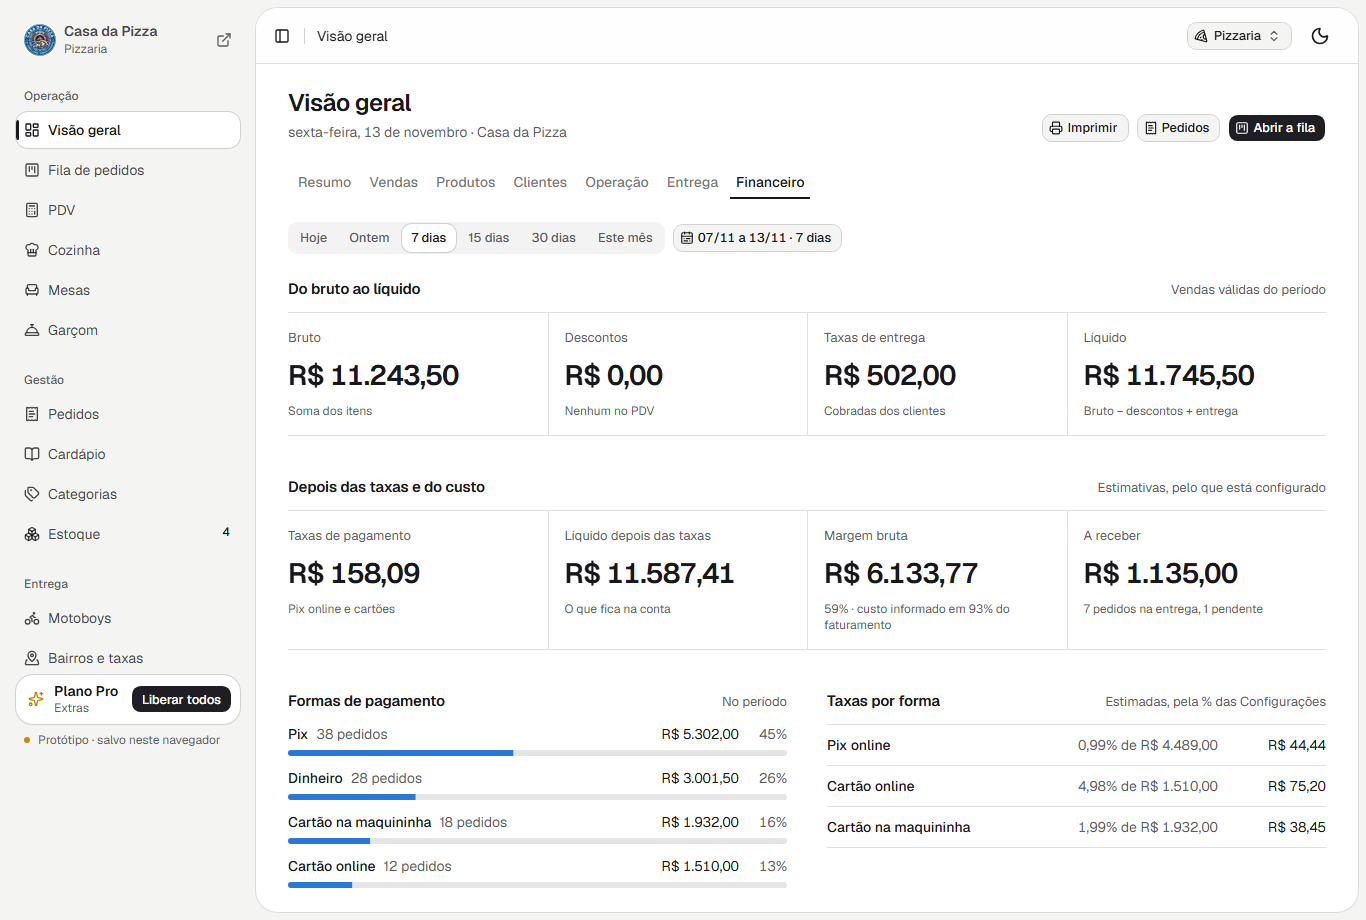 Casa da Pizza
Pizzaria
Operação
Visão geral
Fila de pedidos
PDV
Cozinha
Mesas
Garçom
Gestão
Pedidos
Cardápio
Categorias
Estoque 4
Entrega
Motoboys
Bairros e taxas
Plano Pro
Extras
Liberar todos
Protótipo · salvo neste navegador
Visão geral
Pizzaria
Visão geral
sexta-feira, 13 de novembro · Casa da Pizza
Imprimir Pedidos Abrir a fila
Resumo Vendas Produtos Clientes Operação Entrega Financeiro
Hoje Ontem 7 dias 15 dias 30 dias Este mês 07/11 a 13/11 · 7 dias
Do bruto ao líquido Vendas válidas do período
Bruto
R$ 11.243,50
Soma dos itens
Descontos
R$ 0,00
Nenhum no PDV
Taxas de entrega
R$ 502,00
Cobradas dos clientes
Líquido
R$ 11.745,50
Bruto − descontos + entrega
Depois das taxas e do custo Estimativas, pelo que está configurado
Taxas de pagamento
R$ 158,09
Pix online e cartões
Líquido depois das taxas
R$ 11.587,41
O que fica na conta
Margem bruta
R$ 6.133,77
59% · custo informado em 93% do
faturamento
A receber
R$ 1.135,00
7 pedidos na entrega, 1 pendente
Formas de pagamento No período
Pix 38 pedidos R$ 5.302,00 45%
Dinheiro 28 pedidos R$ 3.001,50 26%
Cartão na maquininha 18 pedidos R$ 1.932,00 16%
Cartão online 12 pedidos R$ 1.510,00 13%
Taxas por forma Estimadas, pela % das Configurações
Pix online 0,99% de R$ 4.489,00 R$ 44,44
Cartão online 4,98% de R$ 1.510,00 R$ 75,20
Cartão na maquininha 1,99% de R$ 1.932,00 R$ 38,45